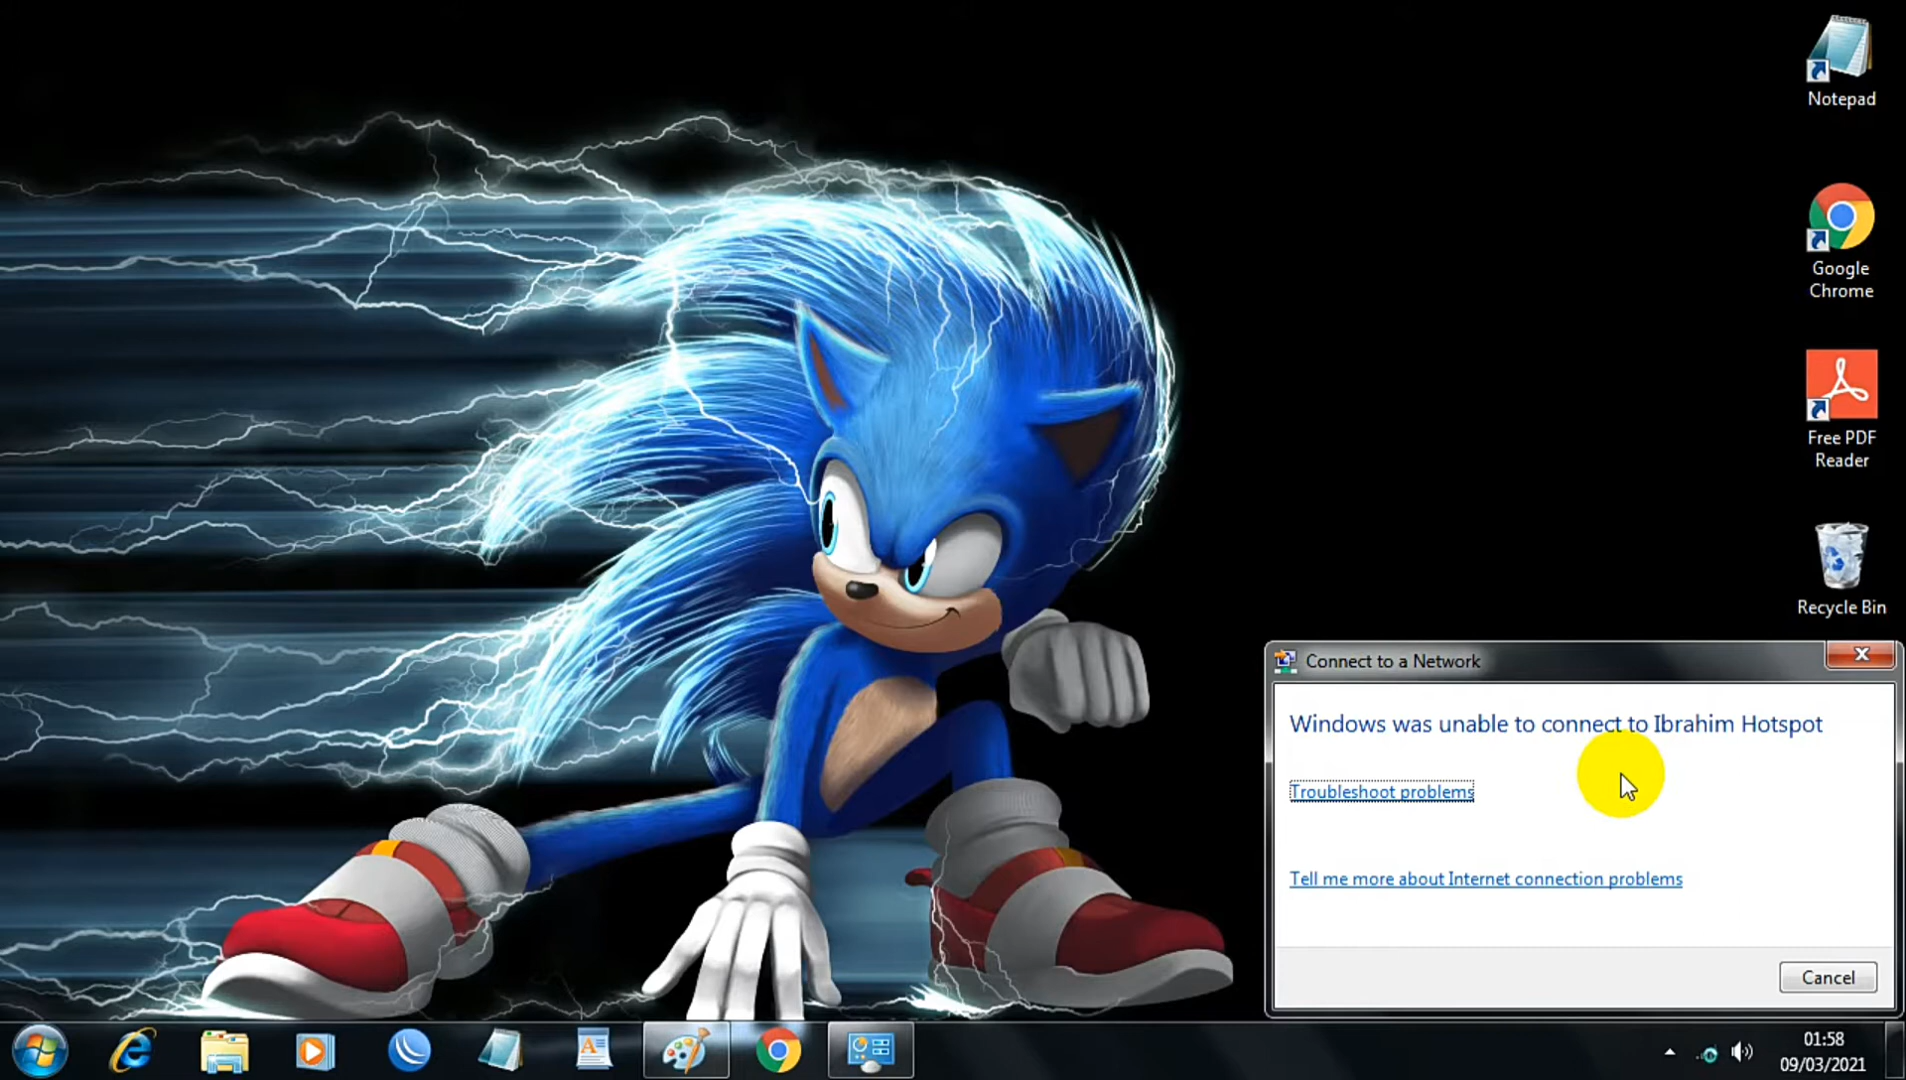 Notepad
Google
Chrome
Free PDF
Reader
Recycle Bin
Connect to a Network
Windows was unable to connect to Ibrahim Hotspot
Troubleshoot problems
Tell me more about Internet connection problems
Cancel
01:58
09/03/2021